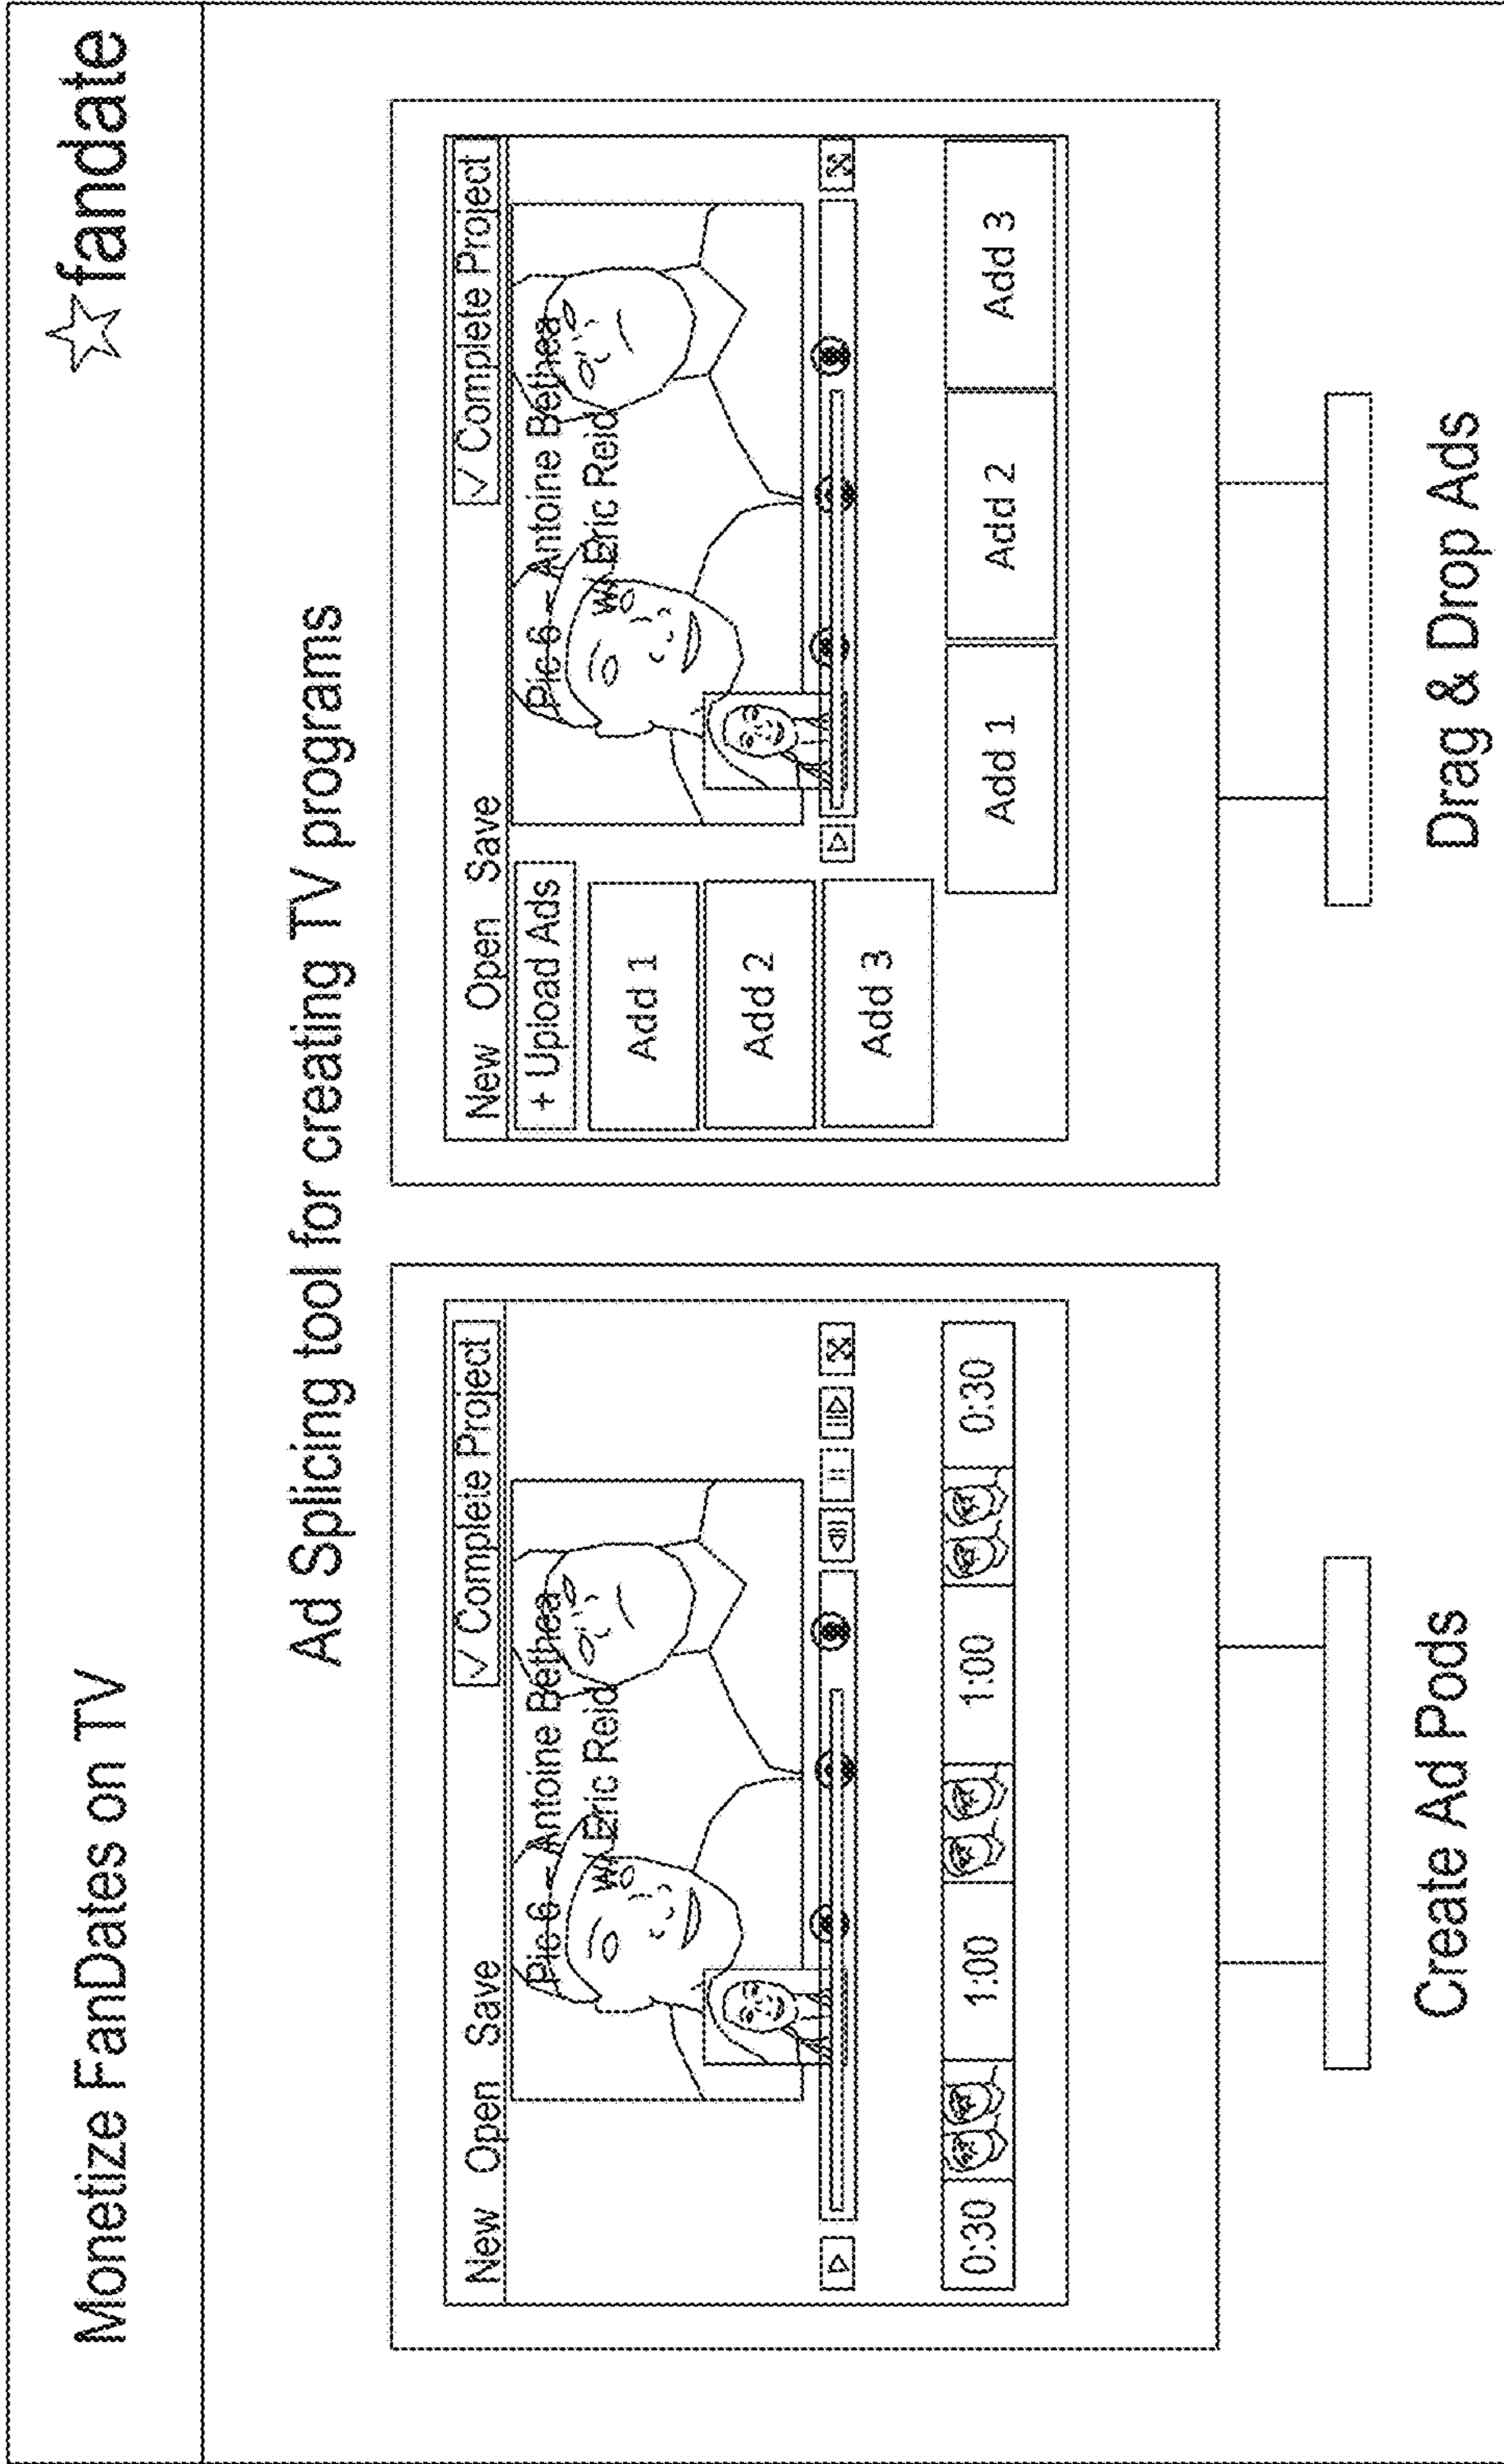 Monetize FanDates on TV
fandate
Ad Splicing tool for creating TV programs
New Open Save
✓ Complete Project
Pic 6 - Antoine Bethea
w/ Eric Reid
0:30
1:00
1:00
0:30
Create Ad Pods
New Open Save
✓ Complete Project
+ Upload Ads
Add 1
Add 2
Add 3
Pic 6 - Antoine Bethea
w/ Eric Reid
Add 1
Add 2
Add 3
Drag & Drop Ads